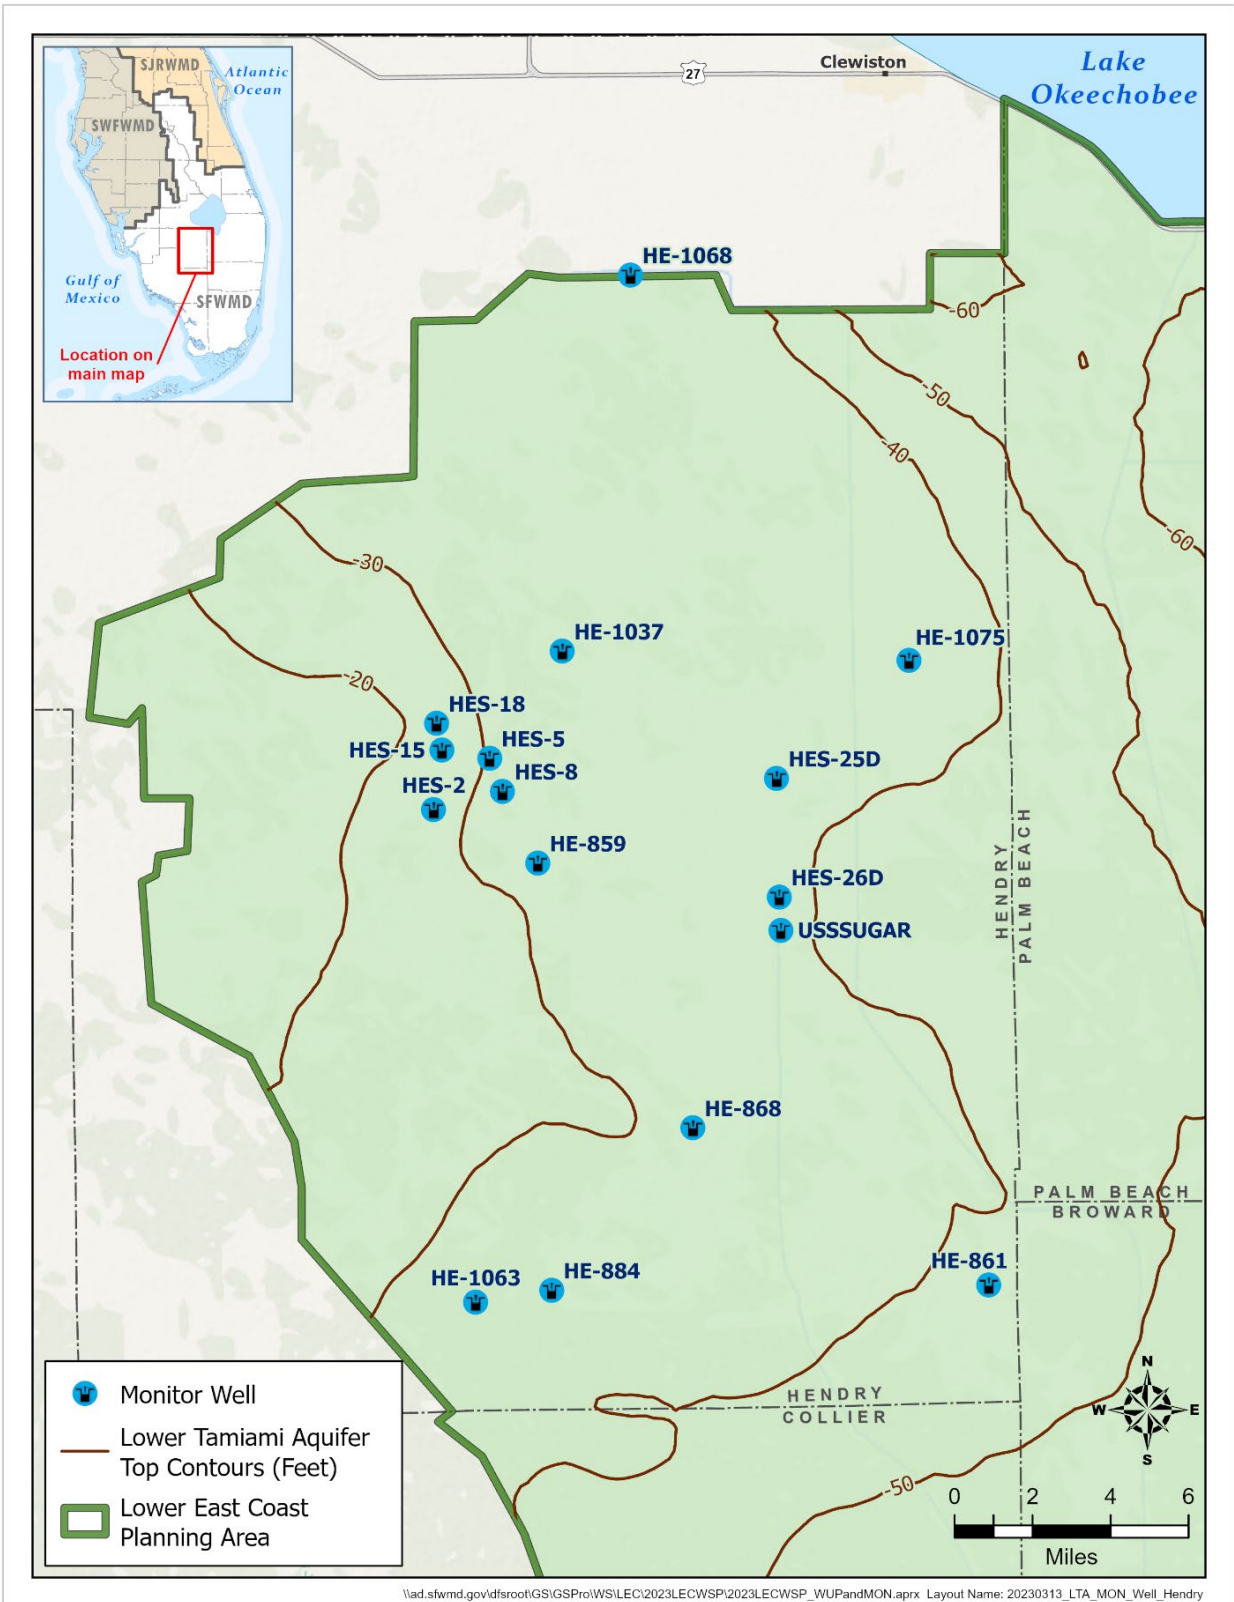 Clewiston
27
Lake
Okeechobee
SJRWMD
Atlantic
Ocean
SWFWMD
Gulf of
Mexico
SFWMD
Location on
main map
HE-1068
-60
-50
-40
-60
-30
-20
HE-1037
HE-1075
HES-18
HES-15
HES-5
HES-8
HES-2
HES-25D
HE-859
HES-26D
USSSUGAR
HENDRY
PALM BEACH
HE-868
PALM BEACH
BROWARD
HE-861
HE-1063
HE-884
HENDRY
COLLIER
-50
N
W
E
S
Monitor Well
Lower Tamiami Aquifer
Top Contours (Feet)
Lower East Coast
Planning Area
0 2 4 6
Miles
\\ad.sfwmd.gov\dfsroot\GS\GSPro\WS\LEC\2023LECWSP\2023LECWSP_WUPandMON.aprx Layout Name: 20230313_LTA_MON_Well_Hendry